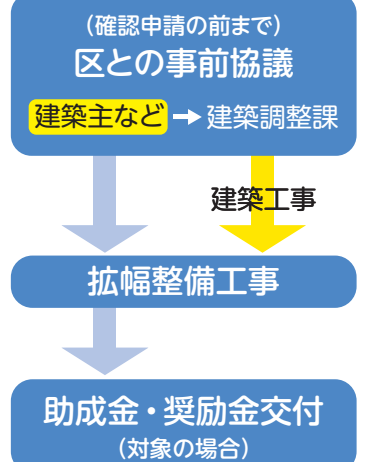 （確認申請の前まで）
区との事前協議
建築主など→建築調整課
建築工事
拡幅整備工事
助成金・奨励金交付
（対象の場合）